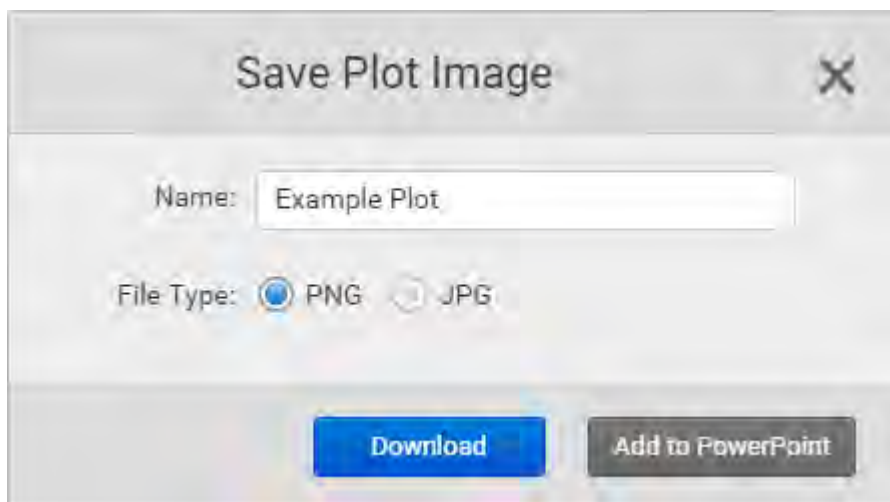 Save Plot Image
Name: Example Plot
File Type: PNG JPG
Download Add to PowerPoint